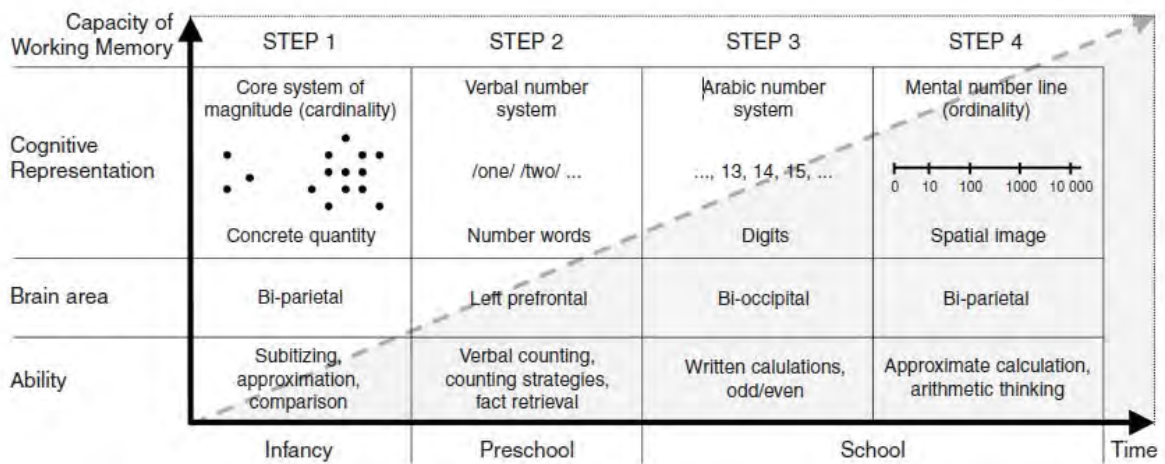 Capacity of
Working Memory
STEP 1
STEP 2
STEP 3
STEP 4
Cognitive
Representation
Core system of
magnitude (cardinality)
Concrete quantity
Verbal number
system
/one/ /two/ ...
Number words
Arabic number
system
..., 13, 14, 15, ...
Digits
Mental number line
(ordinality)
0 10 100 1000 10 000
Spatial image
Brain area
Bi-parietal
Left prefrontal
Bi-occipital
Bi-parietal
Ability
Subitizing,
approximation,
comparison
Verbal counting,
counting strategies,
fact retrieval
Written calulations,
odd/even
Approximate calculation,
arithmetic thinking
Infancy
Preschool
School
Time